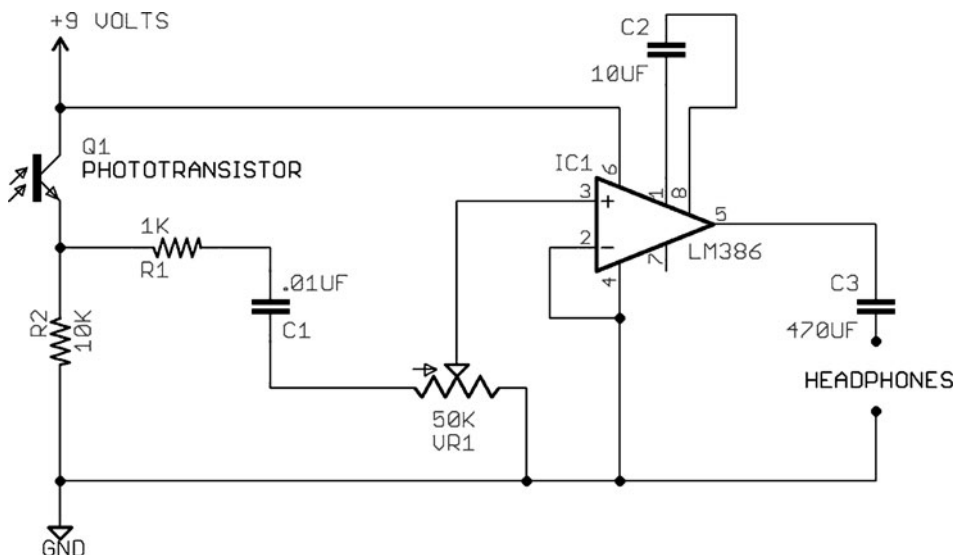 +9 VOLTS
C2
10UF
Q1
PHOTOTRANSISTOR
IC1
6
1
8
3
+
5
1K
R1
2
-
4
7
LM386
.01UF
C1
C3
470UF
R2
10K
HEADPHONES
50K
VR1
GND